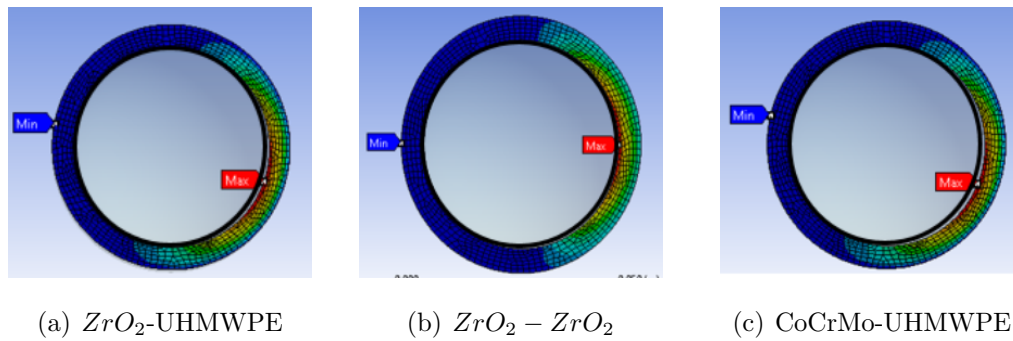 Min
Max
Min
Max
Min
Max
(a) ZrO₂-UHMWPE
(b) ZrO₂ − ZrO₂
(c) CoCrMo-UHMWPE